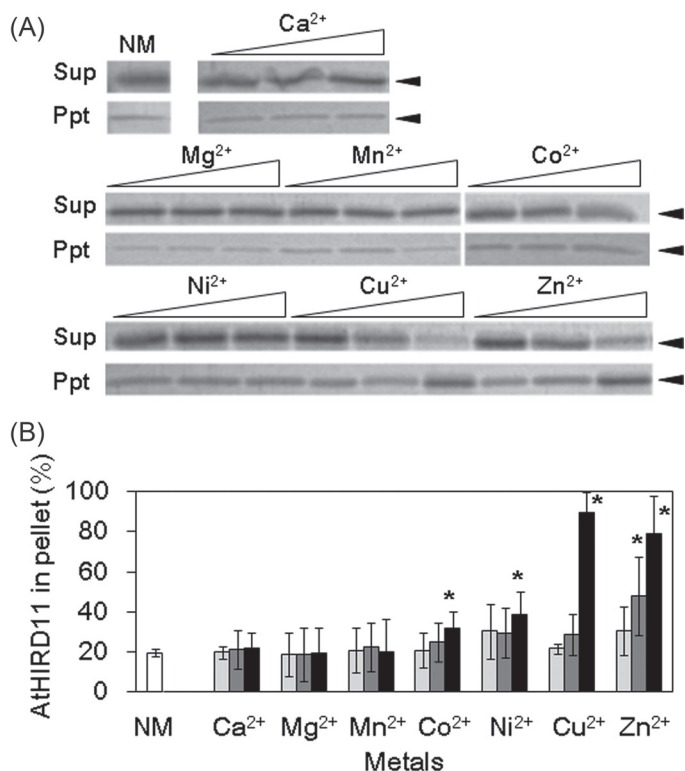 (A)
NM Ca²⁺
Sup
Ppt
Mg²⁺ Mn²⁺ Co²⁺
Sup
Ppt
Ni²⁺ Cu²⁺ Zn²⁺
Sup
Ppt
(B)
AtHIRD11 in pellet (%)
100
80
60
40
20
0
* * * * *
NM Ca²⁺ Mg²⁺ Mn²⁺ Co²⁺ Ni²⁺ Cu²⁺ Zn²⁺
Metals